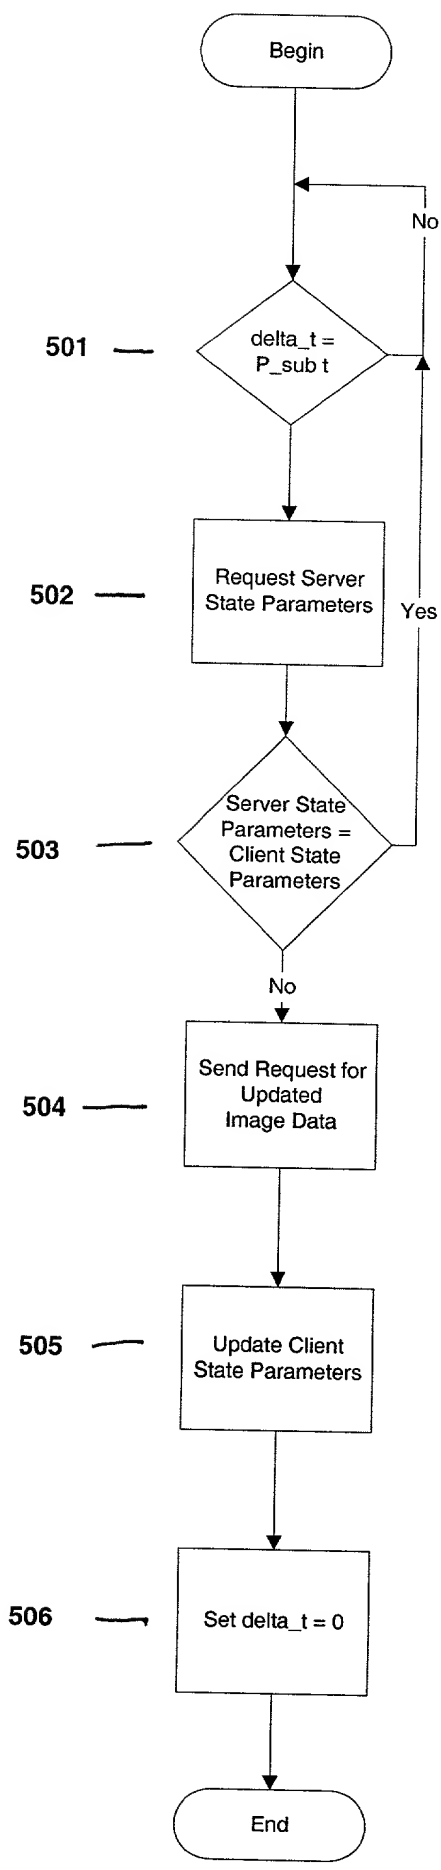 Begin
No
501
delta_t =
P_sub t
502
Request Server
State Parameters
Yes
503
Server State
Parameters =
Client State
Parameters
No
504
Send Request for
Updated
Image Data
505
Update Client
State Parameters
506
Set delta_t = 0
End